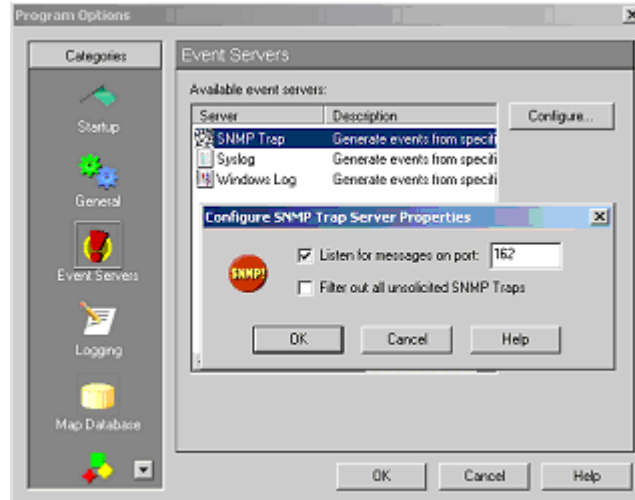 Program Options
Categories
Startup
General
Event Servers
Logging
Map Database
Event Servers
Available event servers:
Server Description
Configure...
SNMP Trap Generate events from specifi
Syslog Generate events from specifi
Windows Log Generate events from specifi
Configure SNMP Trap Server Properties
SNMP!
Listen for messages on port: 162
Filter out all unsolicited SNMP Traps
OK Cancel Help
OK Cancel Help